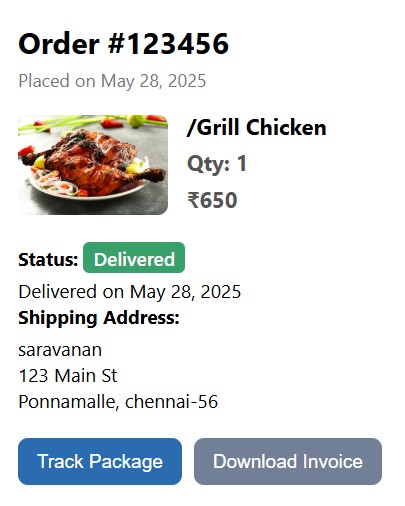 Order #123456
Placed on May 28, 2025
/Grill Chicken
Qty: 1
₹650
Status: Delivered
Delivered on May 28, 2025
Shipping Address:
saravanan
123 Main St
Ponnamalle, chennai-56
Track Package Download Invoice